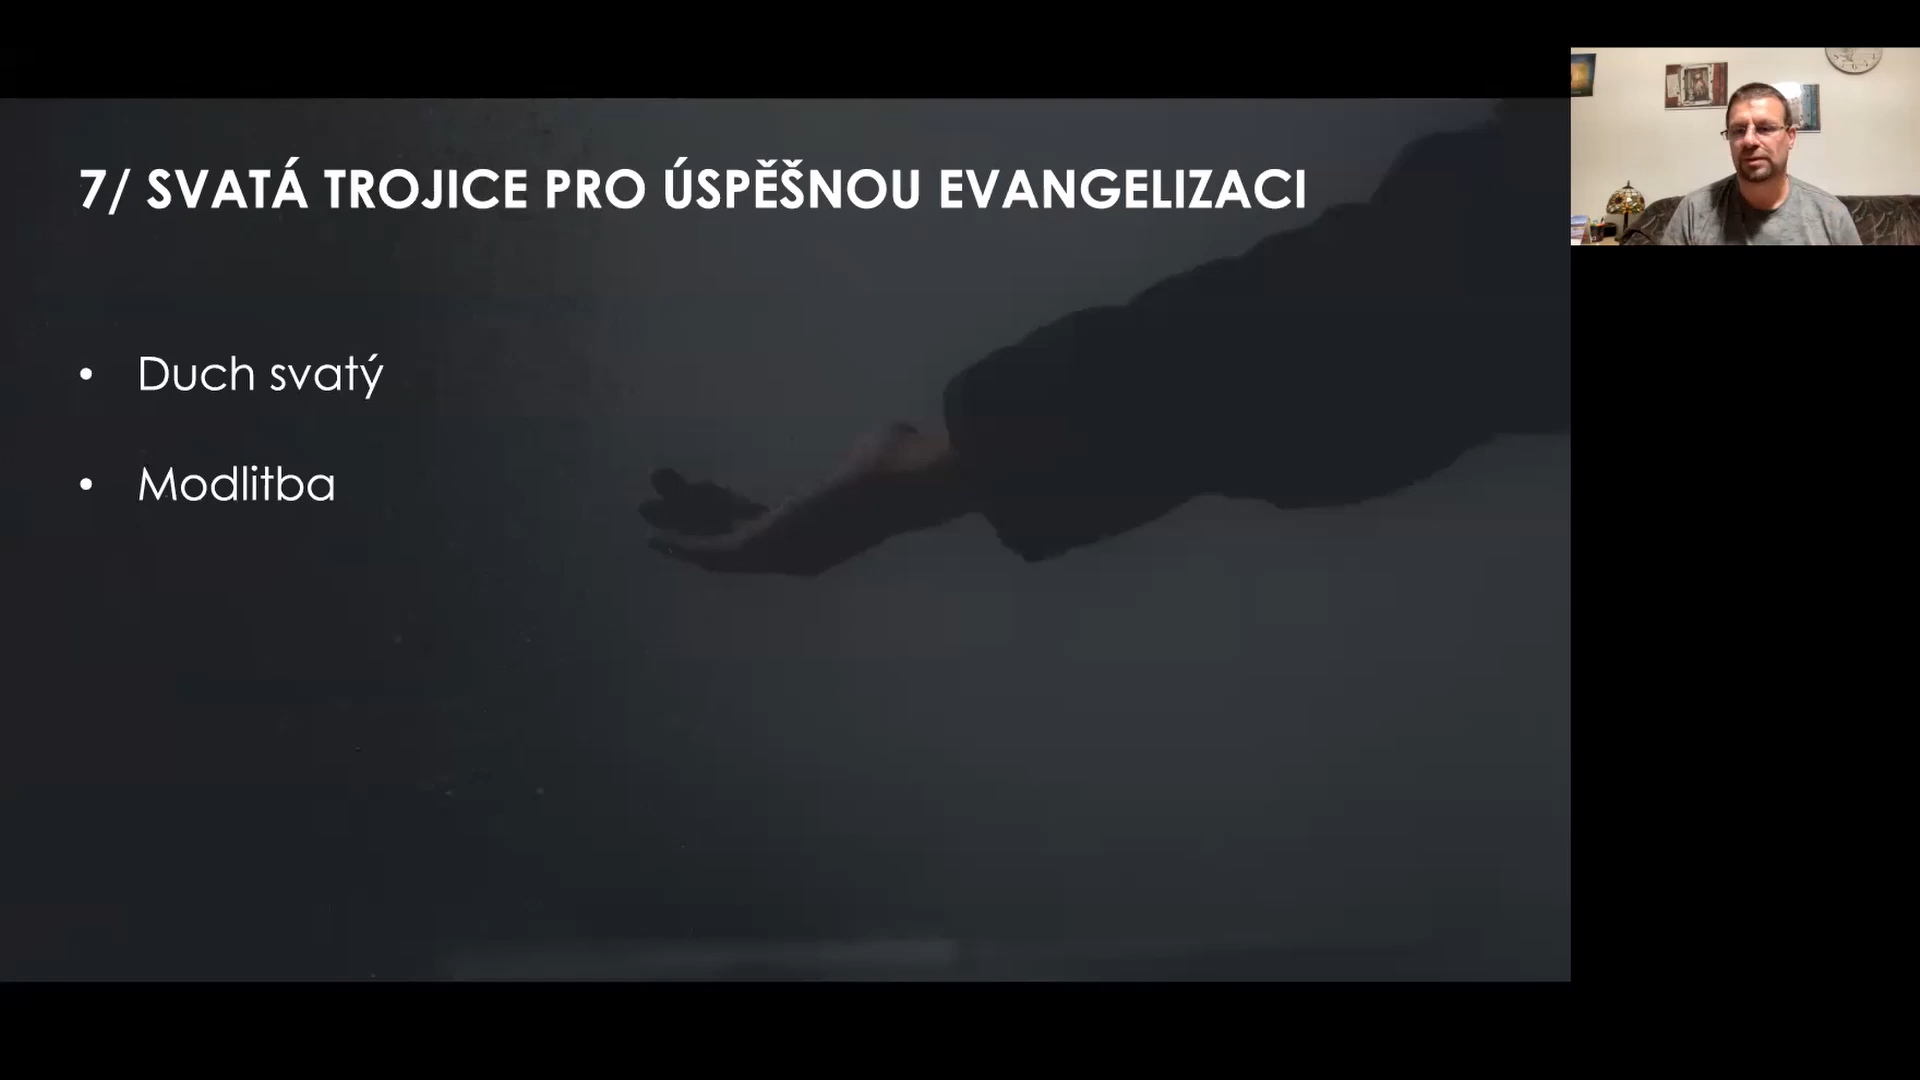 7/ SVATÁ TROJICE PRO ÚSPĚŠNOU EVANGELIZACI
• Duch svatý
• Modlitba